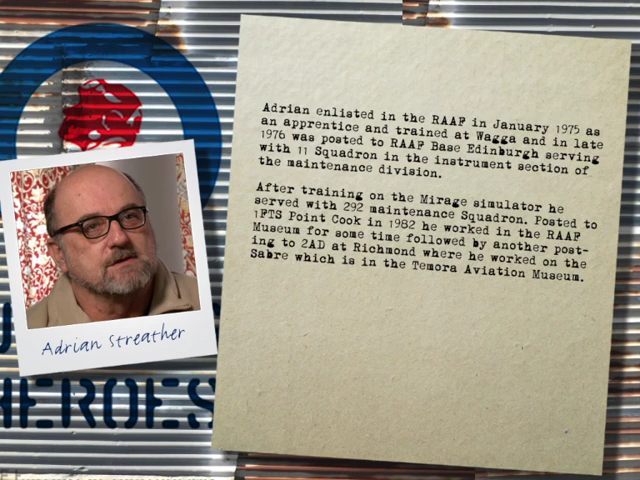 Adrian enlisted in the RAAF in January 1975 as
an apprentice and trained at Wagga and in late
1976 was posted to RAAF Base Edinburgh serving
with 11 Squadron in the instrument section of
the maintenance division.
After training on the Mirage simulator he
served with 292 maintenance Squadron. Posted to
1FTS Point Cook in 1982 he worked in the RAAF
Museum for some time followed by another post-
ing to 2AD at Richmond where he worked on the
Sabre which is in the Temora Aviation Museum.
Adrian Streather
HEROES